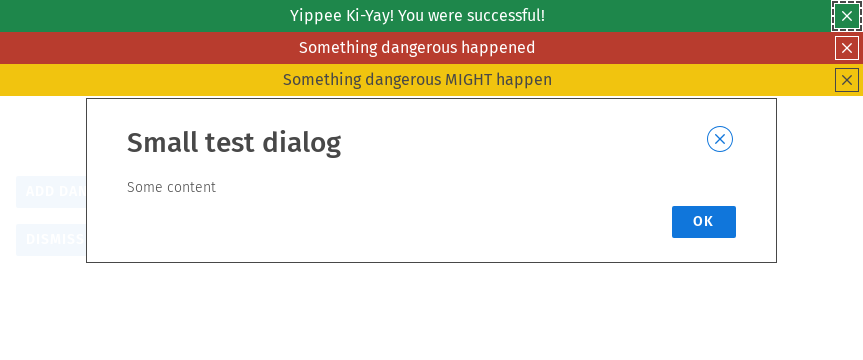 Yippee Ki-Yay! You were successful!
Something dangerous happened
Something dangerous MIGHT happen
Small test dialog
Some content
OK
ADD
DISMISS